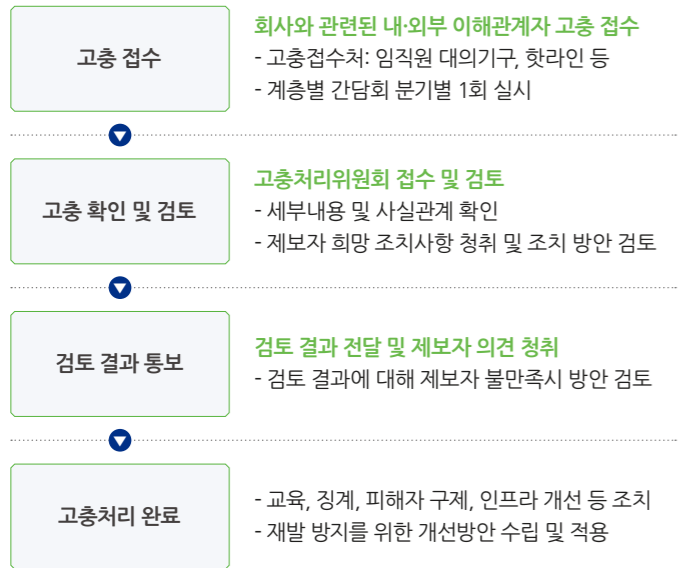 고충 접수
회사와 관련된 내·외부 이해관계자 고충 접수
- 고충접수처: 임직원 대의기구, 핫라인 등
- 계층별 간담회 분기별 1회 실시
고충 확인 및 검토
고충처리위원회 접수 및 검토
- 세부내용 및 사실관계 확인
- 제보자 희망 조치사항 청취 및 조치 방안 검토
검토 결과 통보
검토 결과 전달 및 제보자 의견 청취
- 검토 결과에 대해 제보자 불만족시 방안 검토
고충처리 완료
- 교육, 징계, 피해자 구제, 인프라 개선 등 조치
- 재발 방지를 위한 개선방안 수립 및 적용